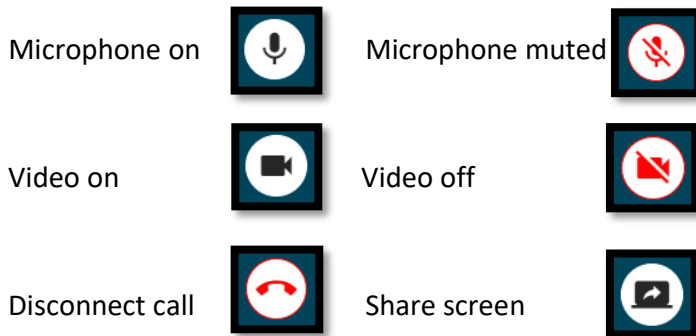 Microphone on Microphone muted
Video on Video off
Disconnect call Share screen